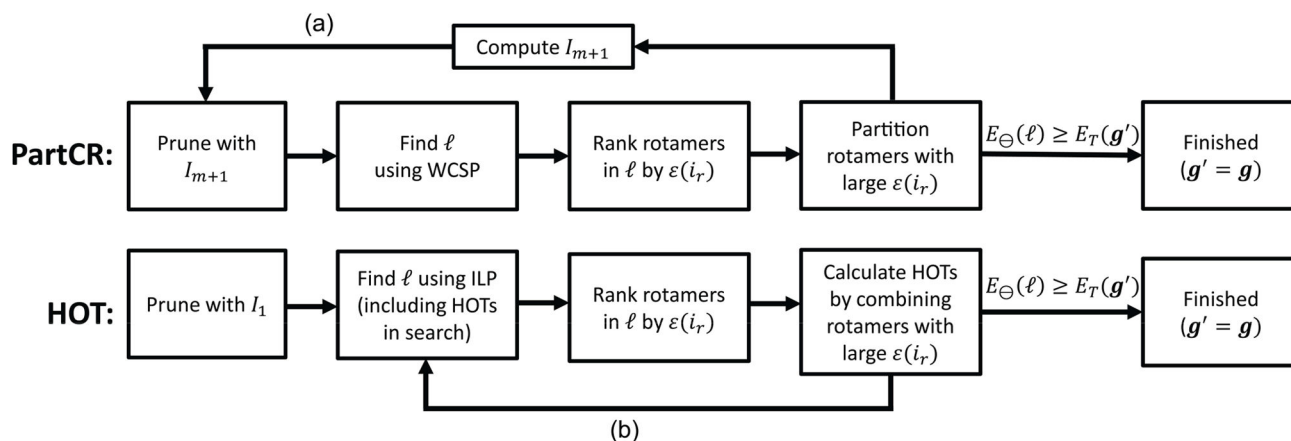 (a)
Compute I_{m+1}
PartCR:
Prune with
I_{m+1}
Find ℓ
using WCSP
Rank rotamers
in ℓ by ε(i_r)
Partition
rotamers with
large ε(i_r)
E_⊖(ℓ) ≥ E_T(g′)
Finished
(g′ = g)
HOT:
Prune with I_1
Find ℓ using ILP
(including HOTs
in search)
Rank rotamers
in ℓ by ε(i_r)
Calculate HOTs
by combining
rotamers with
large ε(i_r)
E_⊖(ℓ) ≥ E_T(g′)
Finished
(g′ = g)
(b)